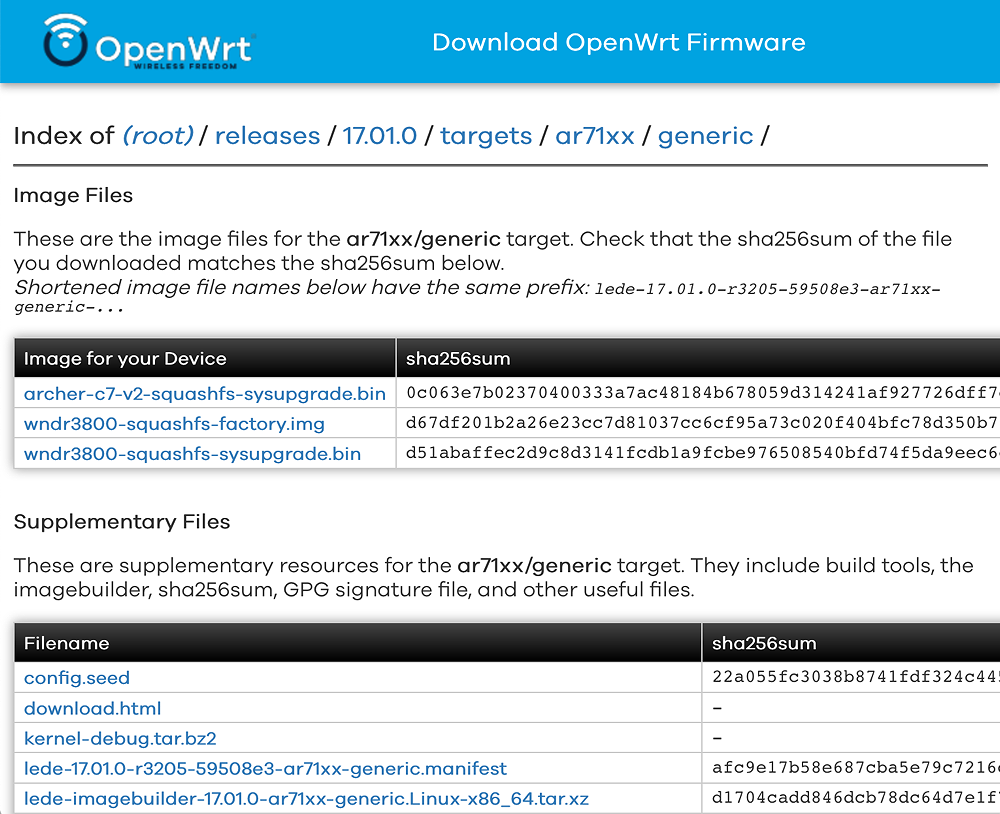 OpenWrt
WIRELESS FREEDOM
Download OpenWrt Firmware
Index of (root) / releases / 17.01.0 / targets / ar71xx / generic /
Image Files
These are the image files for the ar71xx/generic target. Check that the sha256sum of the file
you downloaded matches the sha256sum below.
Shortened image file names below have the same prefix: lede-17.01.0-r3205-59508e3-ar71xx-
generic-...
Image for your Device sha256sum
archer-c7-v2-squashfs-sysupgrade.bin 0c063e7b02370400333a7ac48184b678059d314241af927726dff7
wndr3800-squashfs-factory.img d67df201b2a26e23cc7d81037cc6cf95a73c020f404bfc78d350b7
wndr3800-squashfs-sysupgrade.bin d51abaffec2d9c8d3141fcdb1a9fcbe976508540bfd74f5da9eec6
Supplementary Files
These are supplementary resources for the ar71xx/generic target. They include build tools, the
imagebuilder, sha256sum, GPG signature file, and other useful files.
Filename sha256sum
config.seed 22a055fc3038b8741fdf324c445
download.html -
kernel-debug.tar.bz2 -
lede-17.01.0-r3205-59508e3-ar71xx-generic.manifest afc9e17b58e687cba5e79c7216
lede-imagebuilder-17.01.0-ar71xx-generic.Linux-x86_64.tar.xz d1704cadd846dcb78dc64d7e1f